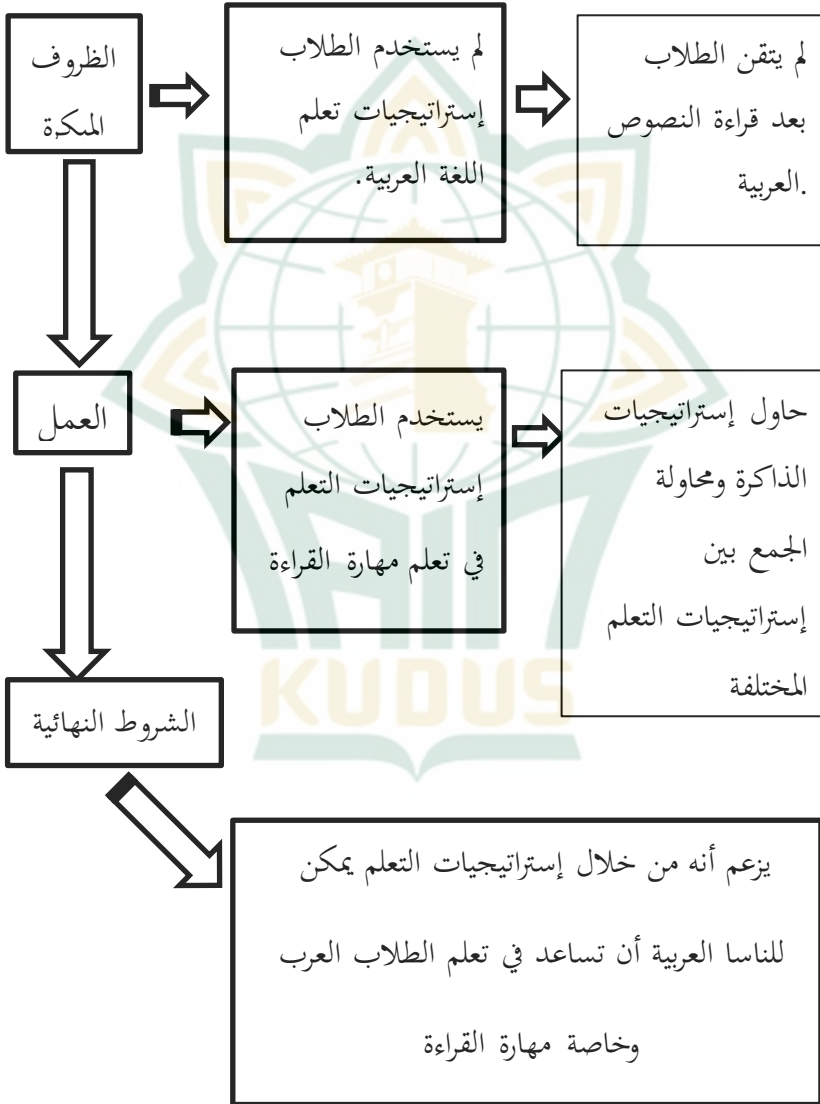 الظروف
المبكرة
لم يستخدم الطلاب
إستراتيجيات تعلم
اللغة العربية.
لم يتقن الطلاب
بعد قراءة النصوص
.العربية
العمل
يستخدم الطلاب
إستراتيجيات التعلم
في تعلم مهارة القراءة
حاول إستراتيجيات
الذاكرة ومحاولة
الجمع بين
إستراتيجيات التعلم
المختلفة
الشروط النهائية
يزعم أنه من خلال إستراتيجيات التعلم يمكن
للناسا العربية أن تساعد في تعلم الطلاب العرب
وخاصة مهارة القراءة
IAIN
KUDUS